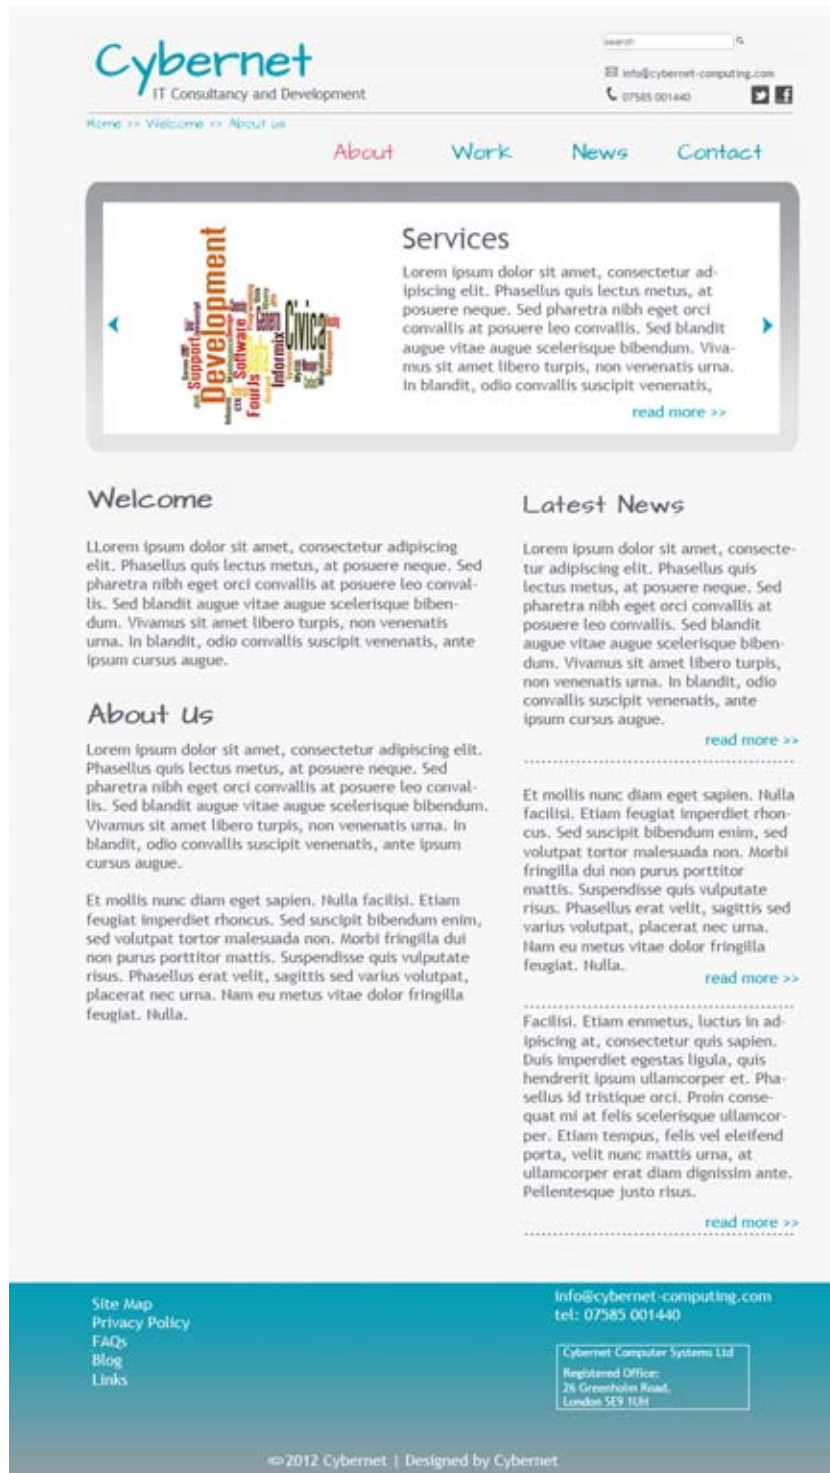 Cybernet
IT Consultancy and Development
search
info@cybernet-computing.com
07585 001440
Home >> Welcome >> About us
About Work News Contact
Development
Support
Software
FourJs
Genero
Informix
Civica
Services
Lorem ipsum dolor sit amet, consectetur ad-
ipiscing elit. Phasellus quis lectus metus, at
posuere neque. Sed pharetra nibh eget orci
convallis at posuere leo convallis. Sed blandit
augue vitae augue scelerisque bibendum. Viva-
mus sit amet libero turpis, non venenatis urna.
In blandit, odio convallis suscipit venenatis,
read more >>
Welcome
LLorem ipsum dolor sit amet, consectetur adipiscing
elit. Phasellus quis lectus metus, at posuere neque. Sed
pharetra nibh eget orci convallis at posuere leo conval-
lis. Sed blandit augue vitae augue scelerisque biben-
dum. Vivamus sit amet libero turpis, non venenatis
urna. In blandit, odio convallis suscipit venenatis, ante
ipsum cursus augue.
About Us
Lorem ipsum dolor sit amet, consectetur adipiscing elit.
Phasellus quis lectus metus, at posuere neque. Sed
pharetra nibh eget orci convallis at posuere leo conval-
lis. Sed blandit augue vitae augue scelerisque bibendum.
Vivamus sit amet libero turpis, non venenatis urna. In
blandit, odio convallis suscipit venenatis, ante ipsum
cursus augue.
Et mollis nunc diam eget sapien. Nulla facilisi. Etiam
feugiat imperdiet rhoncus. Sed suscipit bibendum enim,
sed volutpat tortor malesuada non. Morbi fringilla dui
non purus porttitor mattis. Suspendisse quis vulputate
risus. Phasellus erat velit, sagittis sed varius volutpat,
placerat nec urna. Nam eu metus vitae dolor fringilla
feugiat. Nulla.
Latest News
Lorem ipsum dolor sit amet, consecte-
tur adipiscing elit. Phasellus quis
lectus metus, at posuere neque. Sed
pharetra nibh eget orci convallis at
posuere leo convallis. Sed blandit
augue vitae augue scelerisque biben-
dum. Vivamus sit amet libero turpis,
non venenatis urna. In blandit, odio
convallis suscipit venenatis, ante
ipsum cursus augue.
read more >>
Et mollis nunc diam eget sapien. Nulla
facilisi. Etiam feugiat imperdiet rhon-
cus. Sed suscipit bibendum enim, sed
volutpat tortor malesuada non. Morbi
fringilla dui non purus porttitor
mattis. Suspendisse quis vulputate
risus. Phasellus erat velit, sagittis sed
varius volutpat, placerat nec urna.
Nam eu metus vitae dolor fringilla
feugiat. Nulla.
read more >>
Facilisi. Etiam enmetus, luctus in ad-
ipiscing at, consectetur quis sapien.
Duis imperdiet egestas ligula, quis
hendrerit ipsum ullamcorper et. Pha-
sellus id tristique orci. Proin conse-
quat mi at felis scelerisque ullamcor-
per. Etiam tempus, felis vel eleifend
porta, velit nunc mattis urna, at
ullamcorper erat diam dignissim ante.
Pellentesque justo risus.
read more >>
Site Map
Privacy Policy
FAQs
Blog
Links
info@cybernet-computing.com
tel: 07585 001440
Cybernet Computer Systems Ltd
Registered Office:
26 Greenholm Road,
London SE9 1UH
©2012 Cybernet | Designed by Cybernet